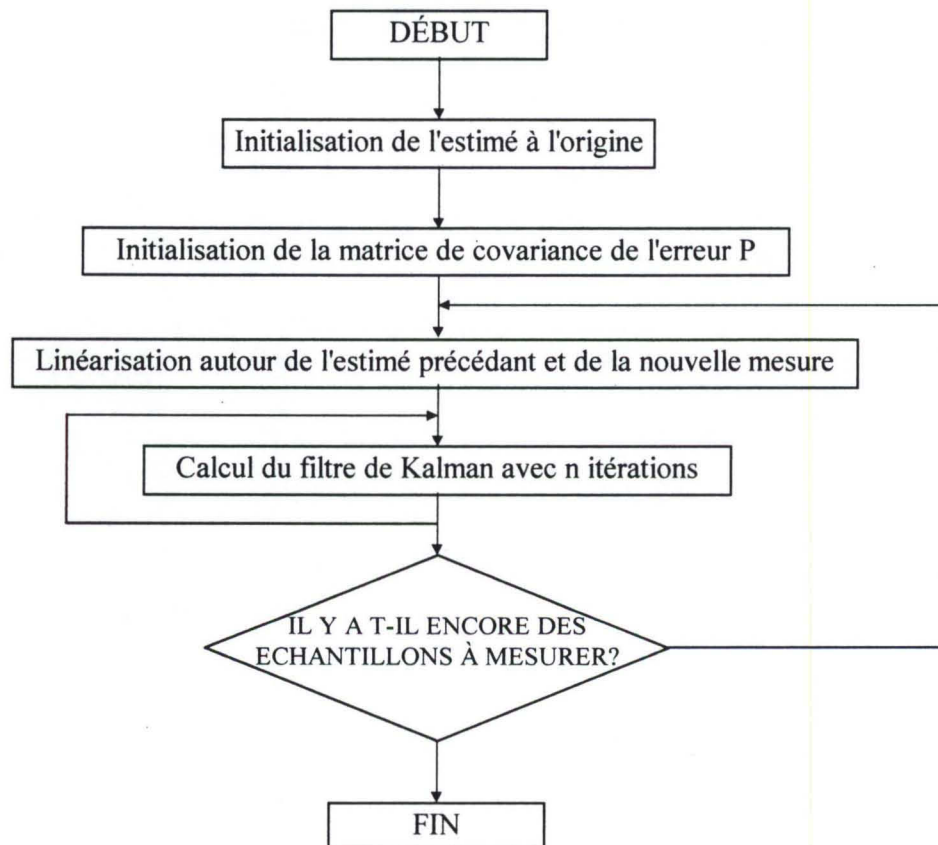 DÉBUT
Initialisation de l'estimé à l'origine
Initialisation de la matrice de covariance de l'erreur P
Linéarisation autour de l'estimé précédant et de la nouvelle mesure
Calcul du filtre de Kalman avec n itérations
IL Y A T-IL ENCORE DES
ECHANTILLONS À MESURER?
FIN